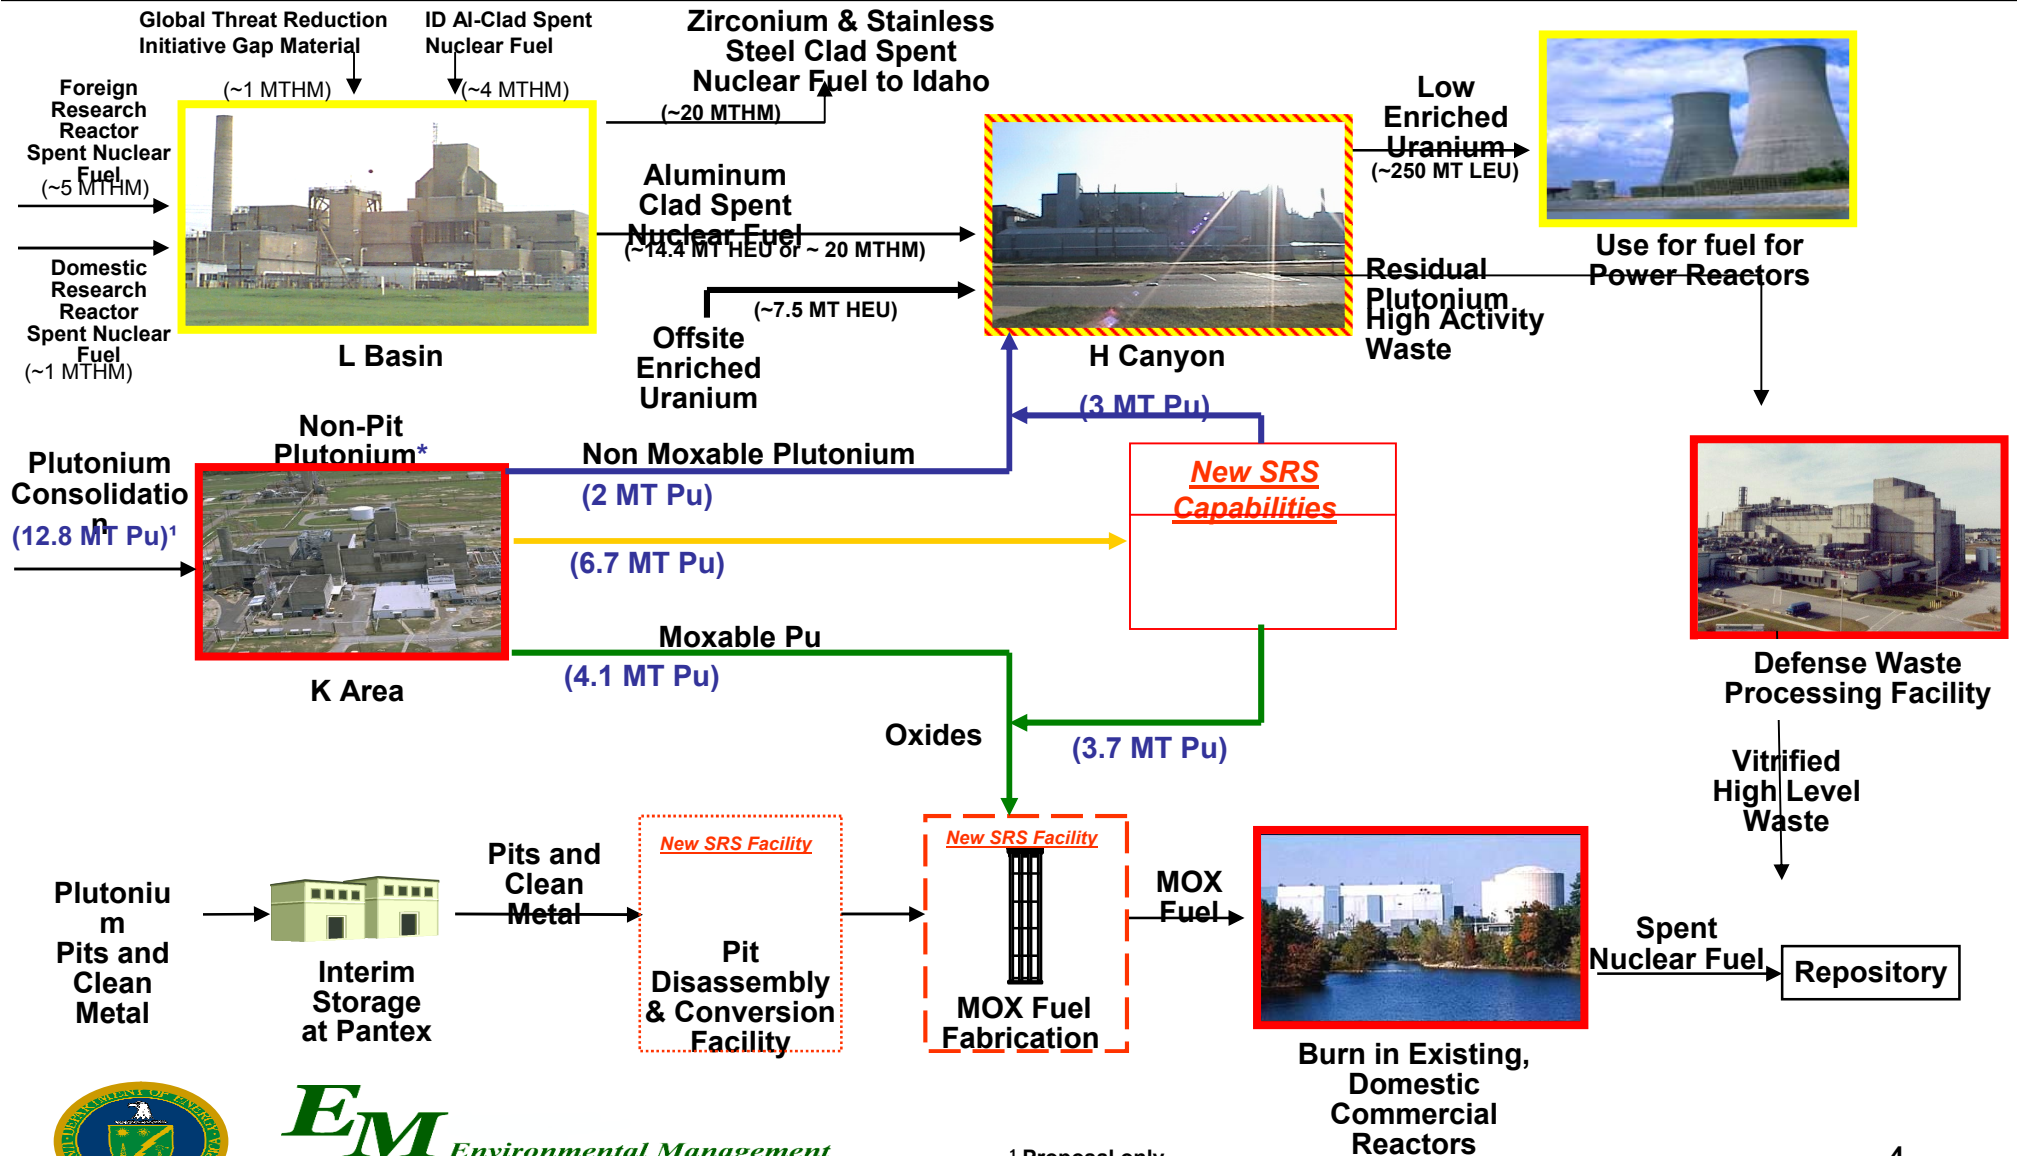 Global Threat Reduction
Initiative Gap Material
(~1 MTHM)
ID Al-Clad Spent
Nuclear Fuel
(~4 MTHM)
Zirconium & Stainless
Steel Clad Spent
Nuclear Fuel to Idaho
(~20 MTHM)
Foreign
Research
Reactor
Spent Nuclear
Fuel
(~5 MTHM)
Domestic
Research
Reactor
Spent Nuclear
Fuel
(~1 MTHM)
L Basin
Aluminum
Clad Spent
Nuclear Fuel
(~14.4 MT HEU or ~ 20 MTHM)
(~7.5 MT HEU)
Offsite
Enriched
Uranium
H Canyon
Low
Enriched
Uranium
(~250 MT LEU)
Use for fuel for
Power Reactors
Residual
Plutonium
High Activity
Waste
Plutonium
Consolidatio
n
(12.8 MT Pu)¹
Non-Pit
Plutonium*
K Area
Non Moxable Plutonium
(2 MT Pu)
(3 MT Pu)
(6.7 MT Pu)
New SRS
Capabilities
Moxable Pu
(4.1 MT Pu)
Oxides
(3.7 MT Pu)
Defense Waste
Processing Facility
Vitrified
High Level
Waste
Plutoniu
m
Pits and
Clean
Metal
Interim
Storage
at Pantex
Pits and
Clean
Metal
New SRS Facility
Pit
Disassembly
& Conversion
Facility
New SRS Facility
MOX Fuel
Fabrication
MOX
Fuel
Burn in Existing,
Domestic
Commercial
Reactors
Spent
Nuclear Fuel
Repository
DEPARTMENT OF ENERGY
EM Environmental Management
¹ Proposal only
4